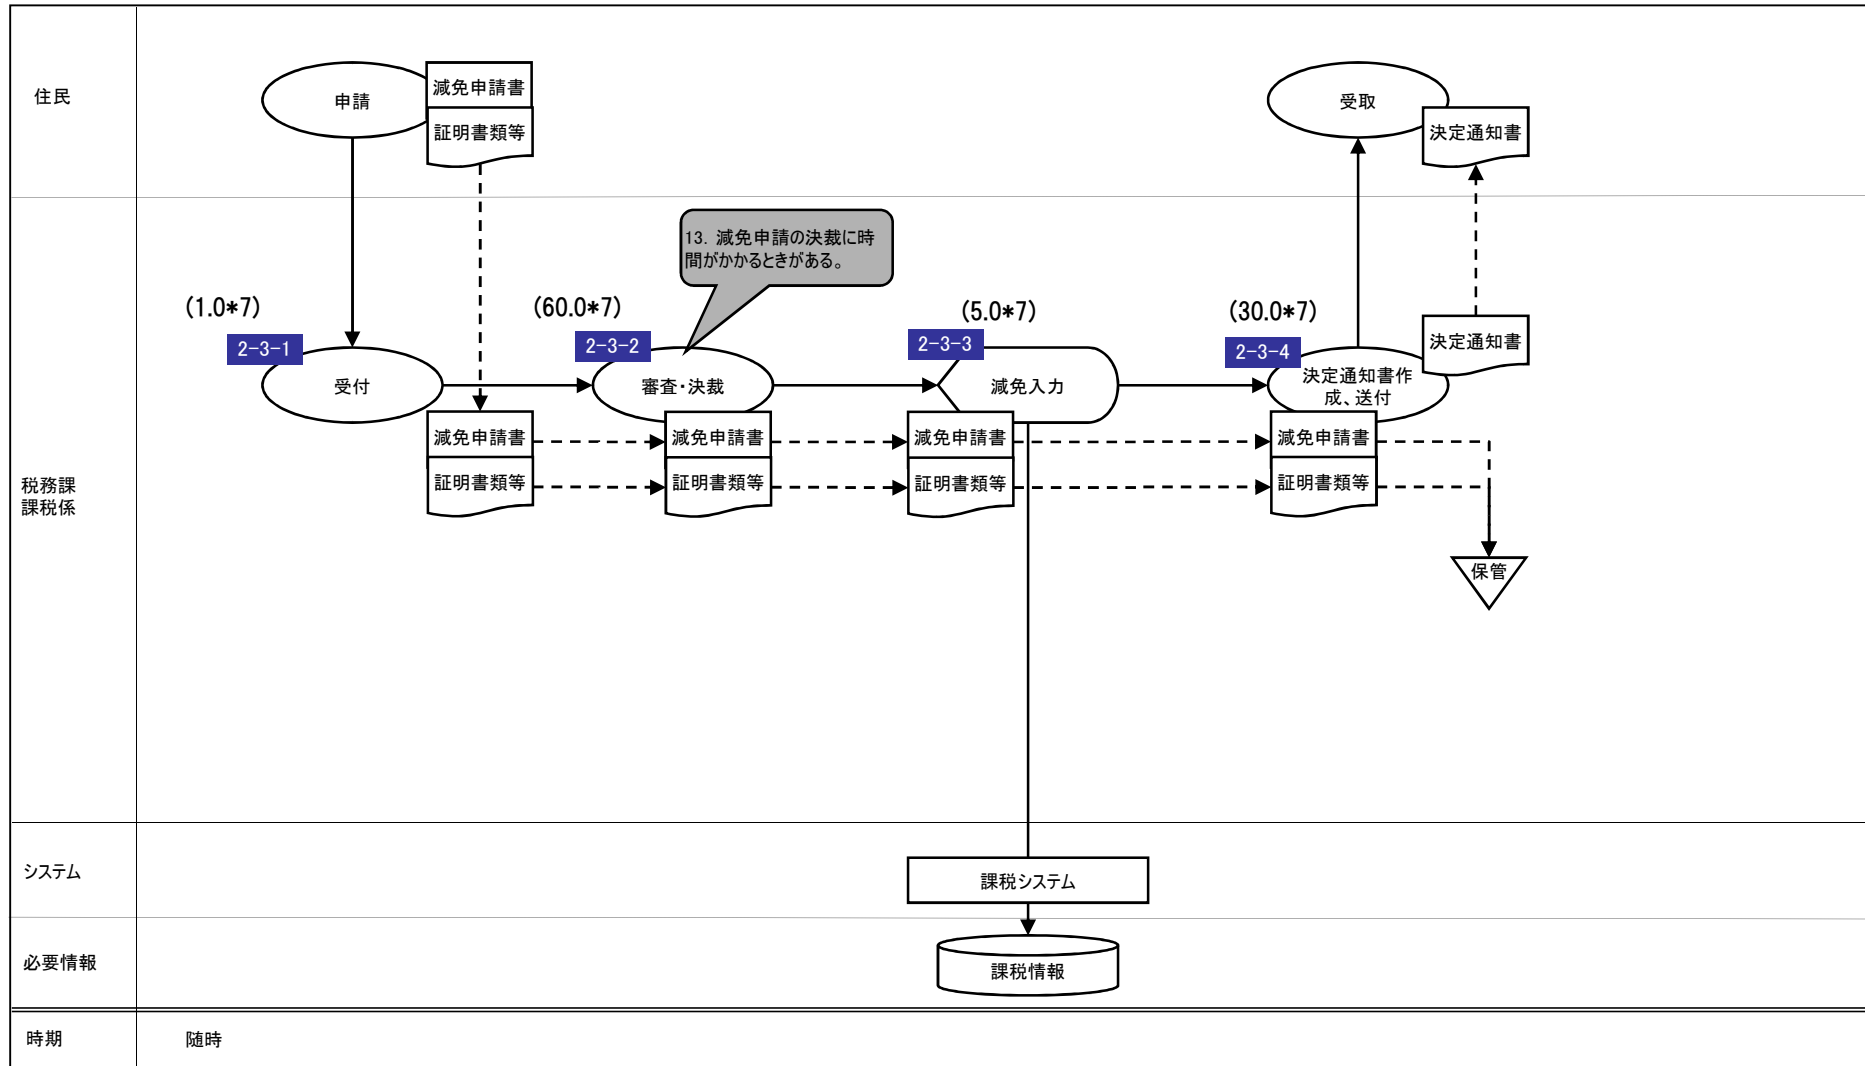 住民
申請
減免申請書
証明書類等
受取
決定通知書
13. 減免申請の決裁に時
間がかかるときがある。
税務課
課税係
(1.0*7)
2-3-1
受付
(60.0*7)
2-3-2
審査・決裁
(5.0*7)
2-3-3
減免入力
(30.0*7)
2-3-4
決定通知書作
成、送付
決定通知書
減免申請書
証明書類等
減免申請書
証明書類等
減免申請書
証明書類等
減免申請書
証明書類等
保管
システム
課税システム
必要情報
課税情報
時期
随時